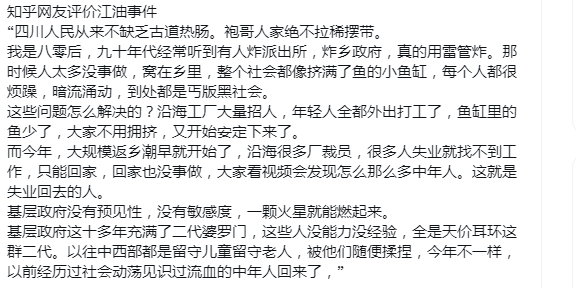 知乎网友评价江油事件
“四川人民从来不缺乏古道热肠。袍哥人家绝不拉稀摆带。
我是八零后，九十年代经常听到有人炸派出所，炸乡政府，真的用雷管炸。那
时候人太多没事做，窝在乡里，整个社会都像挤满了鱼的小鱼缸，每个人都很
烦躁，暗流涌动，到处都是丐版黑社会。
这些问题怎么解决的？沿海工厂大量招人，年轻人全都外出打工了，鱼缸里的
鱼少了，大家不用拥挤，又开始安定下来了。
而今年，大规模返乡潮早就开始了，沿海很多厂裁员，很多人失业就找不到工
作，只能回家，回家也没事做，大家看视频会发现怎么那么多中年人。这就是
失业回去的人。
基层政府没有预见性，没有敏感度，一颗火星就能燃起来。
基层政府这十多年充满了二代婆罗门，这些人没能力没经验，全是天价耳环这
群二代。以往中西部都是留守儿童留守老人，被他们随便揉捏，今年不一样，
以前经历过社会动荡见识过流血的中年人回来了，”